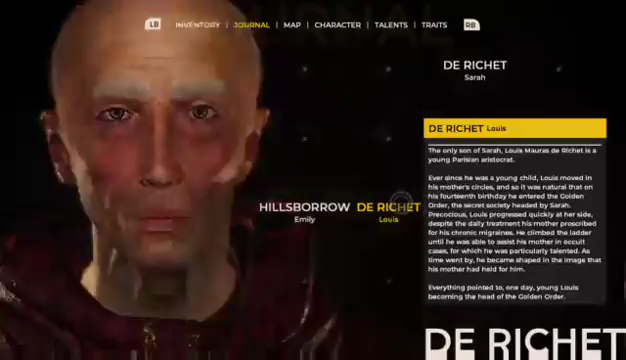 LB INVENTORY | JOURNAL | MAP | CHARACTER | TALENTS | TRAITS RB
DE RICHET
Sarah
DE RICHET Louis
The only son of Sarah, Louis Mauras de Richet is a
young Parisian aristocrat.
Ever since he was a young child, Louis moved in
his mother's circles, and so it was natural that on
his fourteenth birthday he entered the Golden
Order, the secret society headed by Sarah.
Precocious, Louis progressed quickly at her side,
despite the daily treatment his mother prescribed
for his chronic migraines. He climbed the ladder
until he was able to assist his mother in occult
cases, for which he was particularly talented. As
time went by, he became shaped in the image that
his mother had held for him.
Everything pointed to, one day, young Louis
becoming the head of the Golden Order.
HILLSBORROW DE RICHET
Emily Louis
DE RICHET